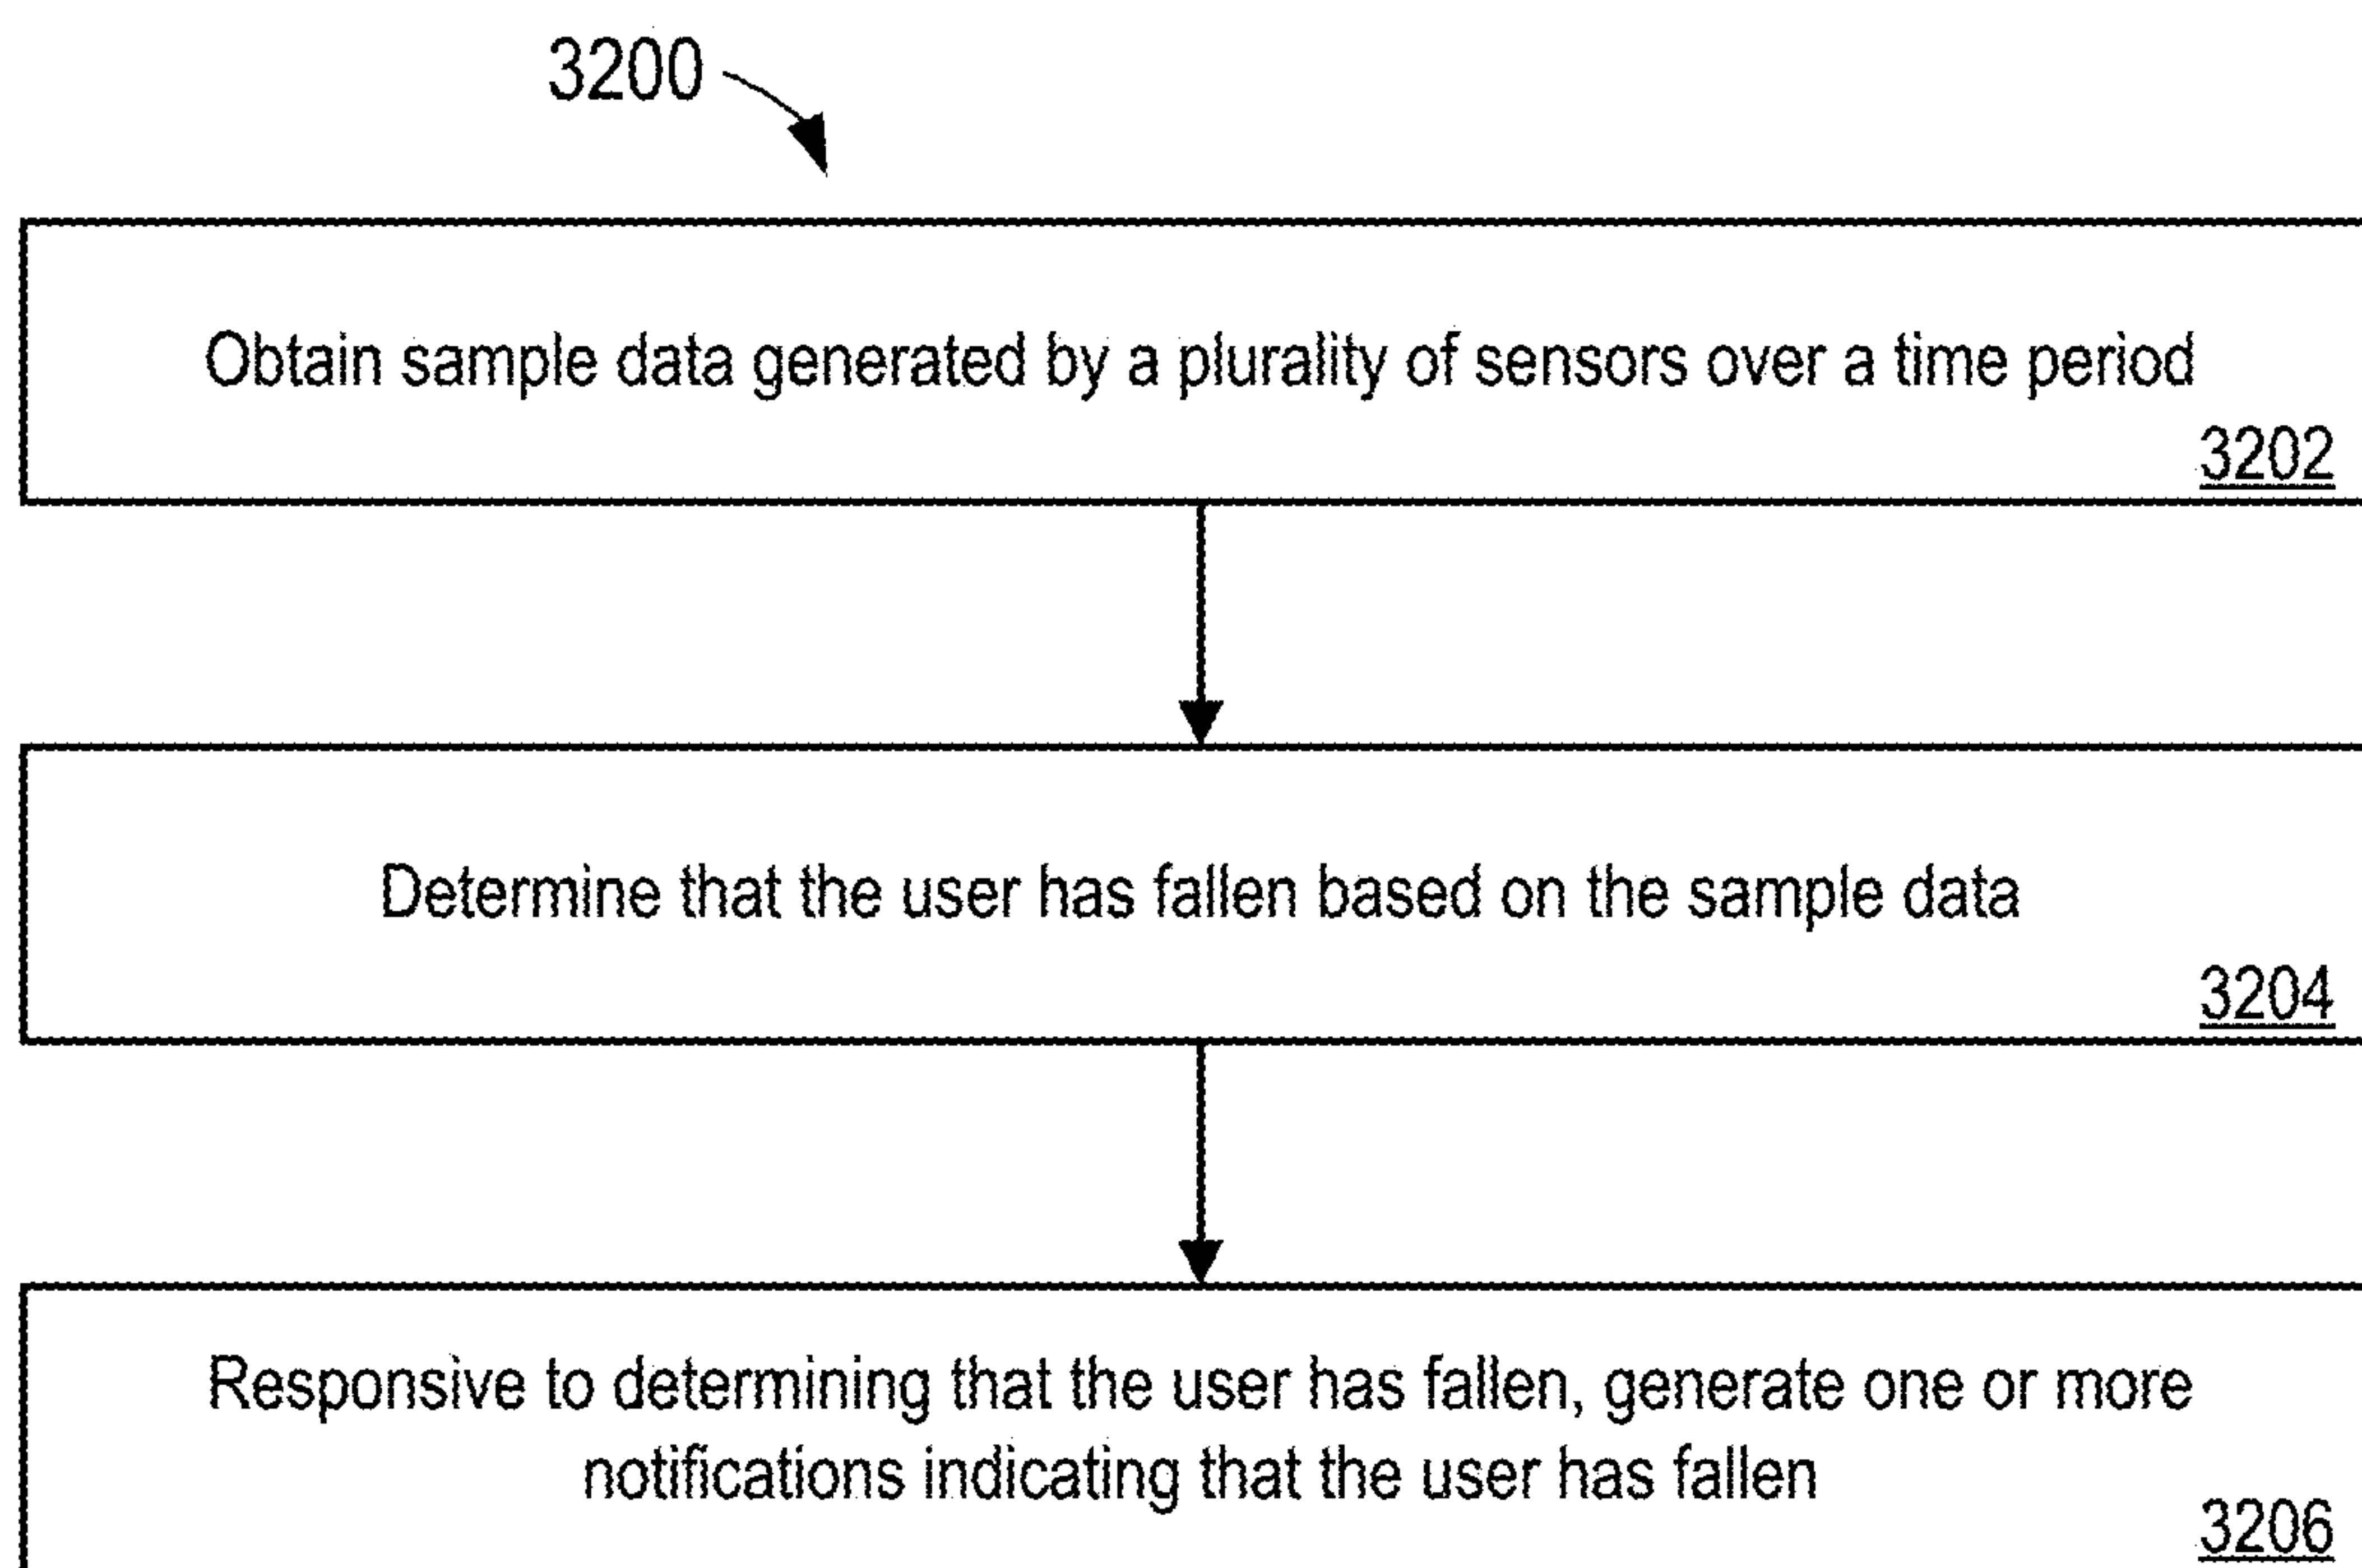 3200
Obtain sample data generated by a plurality of sensors over a time period
3202
Determine that the user has fallen based on the sample data
3204
Responsive to determining that the user has fallen, generate one or more
notifications indicating that the user has fallen
3206